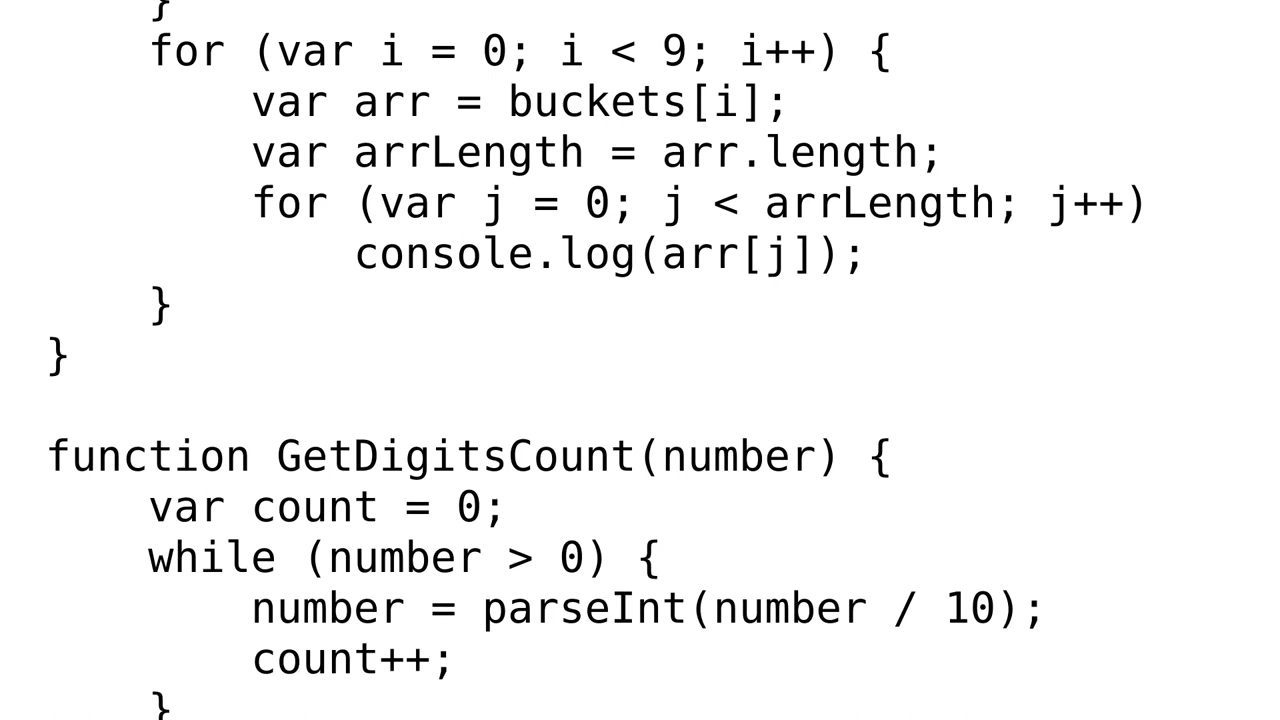 }
for (var i = 0; i < 9; i++) {
var arr = buckets[i];
var arrLength = arr.length;
for (var j = 0; j < arrLength; j++)
console.log(arr[j]);
}
}
function GetDigitsCount(number) {
var count = 0;
while (number > 0) {
number = parseInt(number / 10);
count++;
}